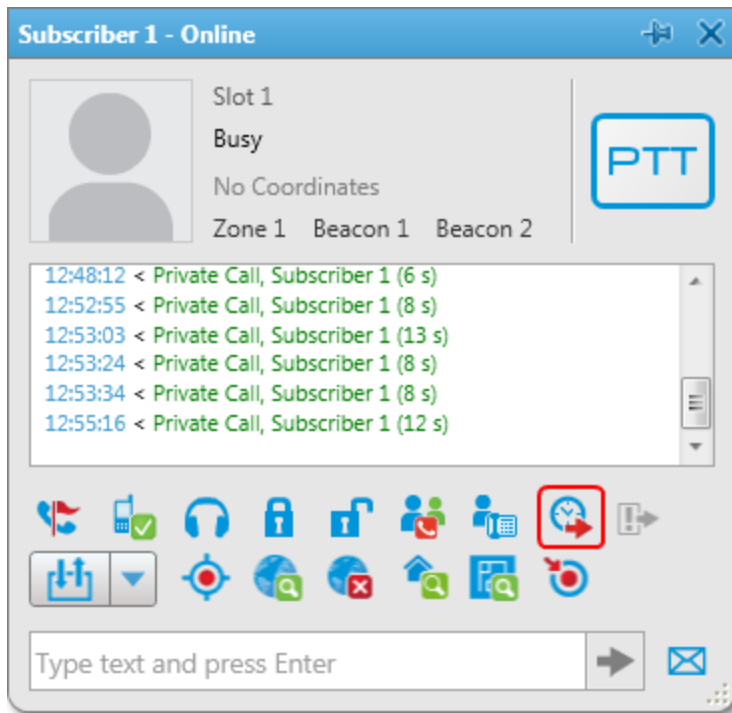 Subscriber 1 - Online
Slot 1
Busy
No Coordinates
Zone 1 Beacon 1 Beacon 2
PTT
12:48:12 < Private Call, Subscriber 1 (6 s)
12:52:55 < Private Call, Subscriber 1 (8 s)
12:53:03 < Private Call, Subscriber 1 (13 s)
12:53:24 < Private Call, Subscriber 1 (8 s)
12:53:34 < Private Call, Subscriber 1 (8 s)
12:55:16 < Private Call, Subscriber 1 (12 s)
Type text and press Enter